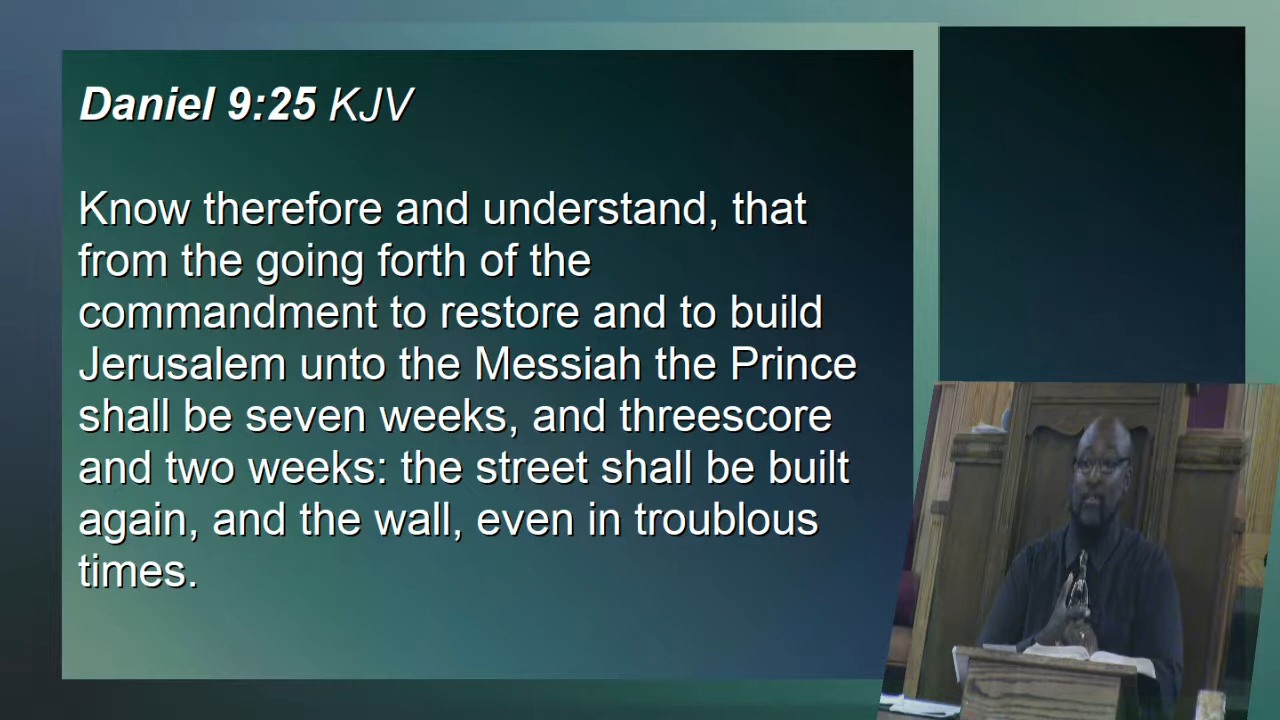 Daniel 9:25 KJV
Know therefore and understand, that
from the going forth of the
commandment to restore and to build
Jerusalem unto the Messiah the Prince
shall be seven weeks, and threescore
and two weeks: the street shall be built
again, and the wall, even in troublous
times.